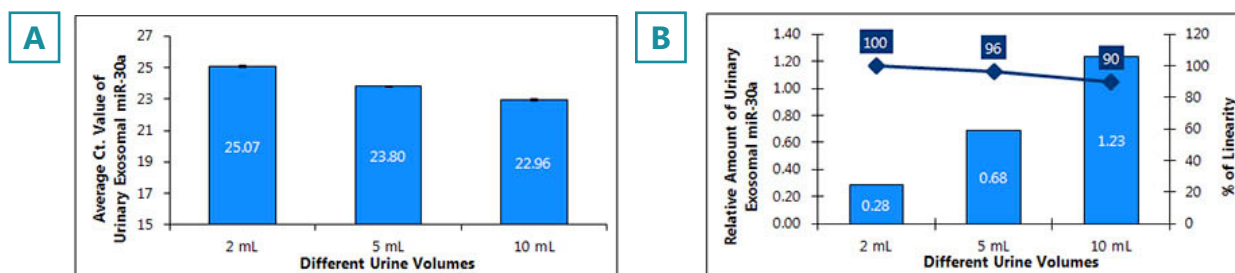 A
Average Ct. Value of
Urinary Exosomal miR-30a
27
25
23
21
19
17
15
25.07
23.80
22.96
2 mL
5 mL
10 mL
Different Urine Volumes
B
Relative Amount of Urinary
Exosomal miR-30a
1.40
1.20
1.00
0.80
0.60
0.40
0.20
0.00
100
96
90
0.28
0.68
1.23
120
100
80
60
40
20
0
% of Linearity
2 mL
5 mL
10 mL
Different Urine Volumes